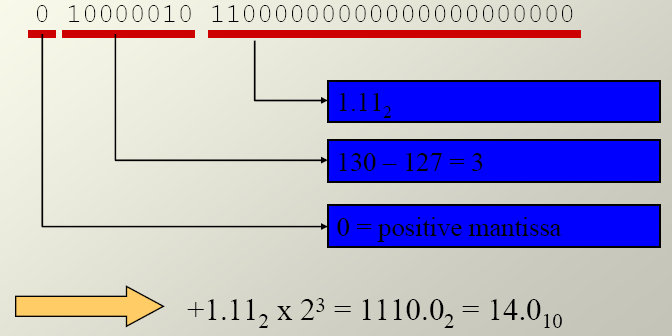 0 10000010 11000000000000000000000
1.11₂
130 – 127 = 3
0 = positive mantissa
+1.11₂ x 2³ = 1110.0₂ = 14.0₁₀